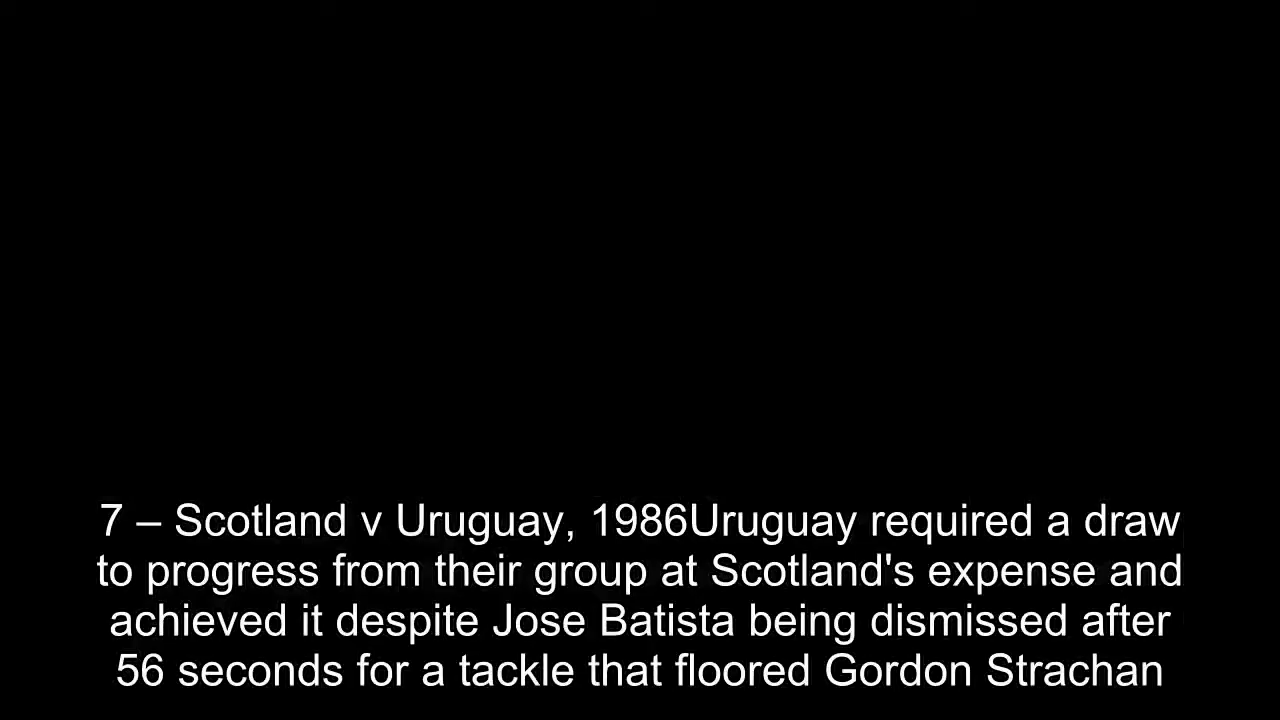 7 – Scotland v Uruguay, 1986Uruguay required a draw
to progress from their group at Scotland's expense and
achieved it despite Jose Batista being dismissed after
56 seconds for a tackle that floored Gordon Strachan